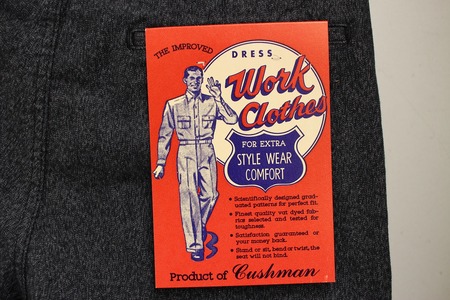 THE IMPROVED
DRESS
Work
Clothes
FOR EXTRA
STYLE WEAR
COMFORT
• Scientifically designed grad-
uated patterns for perfect fit.
• Finest quality vat dyed fab-
rics selected and tested for
toughness.
• Satisfaction guaranteed or
your money back.
• Stand or sit, bend or twist, the
seat will not bind.
Product of Cushman